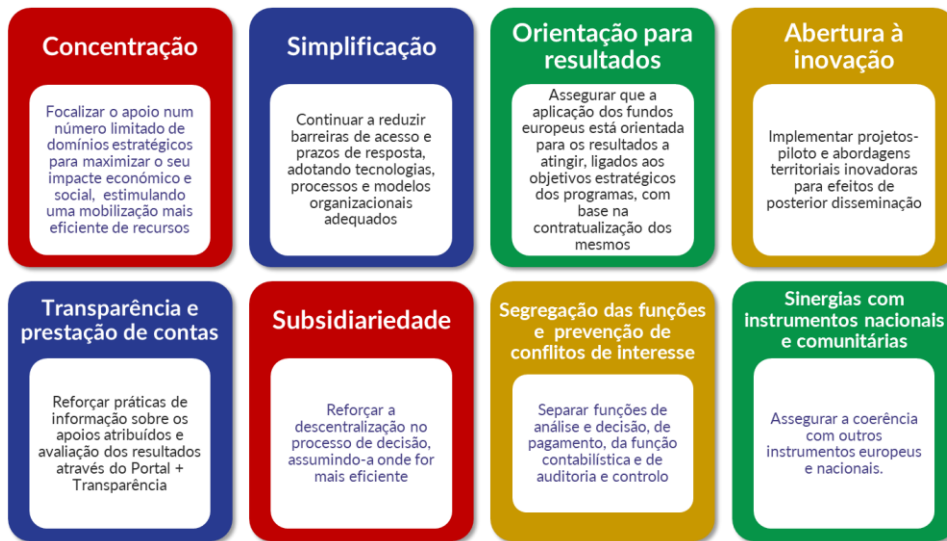 Concentração
Focalizar o apoio num
número limitado de
domínios estratégicos
para maximizar o seu
impacte económico e
social, estimulando
uma mobilização mais
eficiente de recursos
Simplificação
Continuar a reduzir
barreiras de acesso e
prazos de resposta,
adotando tecnologias,
processos e modelos
organizacionais
adequados
Orientação para
resultados
Assegurar que a
aplicação dos fundos
europeus está orientada
para os resultados a
atingir, ligados aos
objetivos estratégicos
dos programas, com
base na
contratualização dos
mesmos
Abertura à
inovação
Implementar projetos-
piloto e abordagens
territoriais inovadoras
para efeitos de
posterior disseminação
Transparência e
prestação de contas
Reforçar práticas de
informação sobre os
apoios atribuídos e
avaliação dos resultados
através do Portal +
Transparência
Subsidiariedade
Reforçar a
descentralização no
processo de decisão,
assumindo-a onde for
mais eficiente
Segregação das funções
e prevenção de
conflitos de interesse
Separar funções de
análise e decisão, de
pagamento, da função
contabilística e de
auditoria e controlo
Sinergias com
instrumentos nacionais
e comunitárias
Assegurar a coerência
com outros
instrumentos europeus
e nacionais.